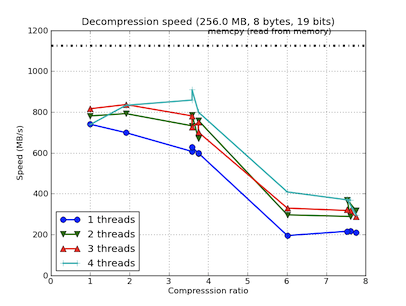 Decompression speed (256.0 MB, 8 bytes, 19 bits)
memcpy (read from memory)
1200
1000
800
600
400
200
0
Speed (MB/s)
1 threads
2 threads
3 threads
4 threads
0 1 2 3 4 5 6 7 8
Compresssion ratio